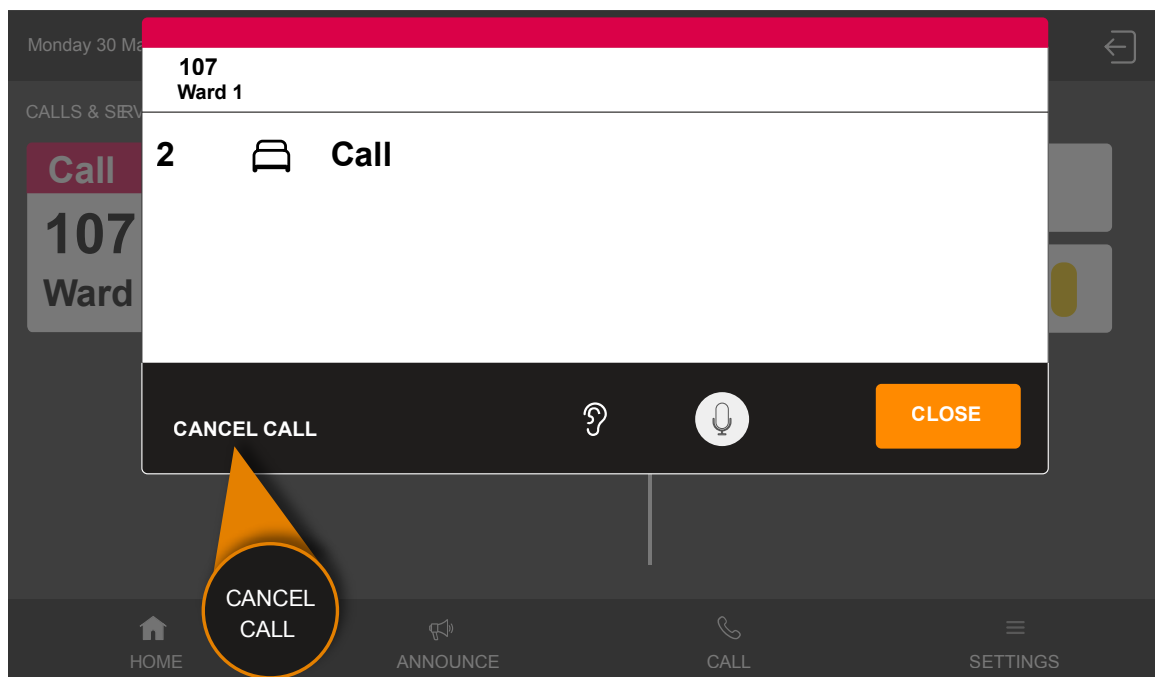 Monday 30 Ma
107
Ward 1
CALLS & SERV
2 Call
Call
107
Ward
CANCEL CALL
CLOSE
CANCEL
CALL
HOME
ANNOUNCE
CALL
SETTINGS